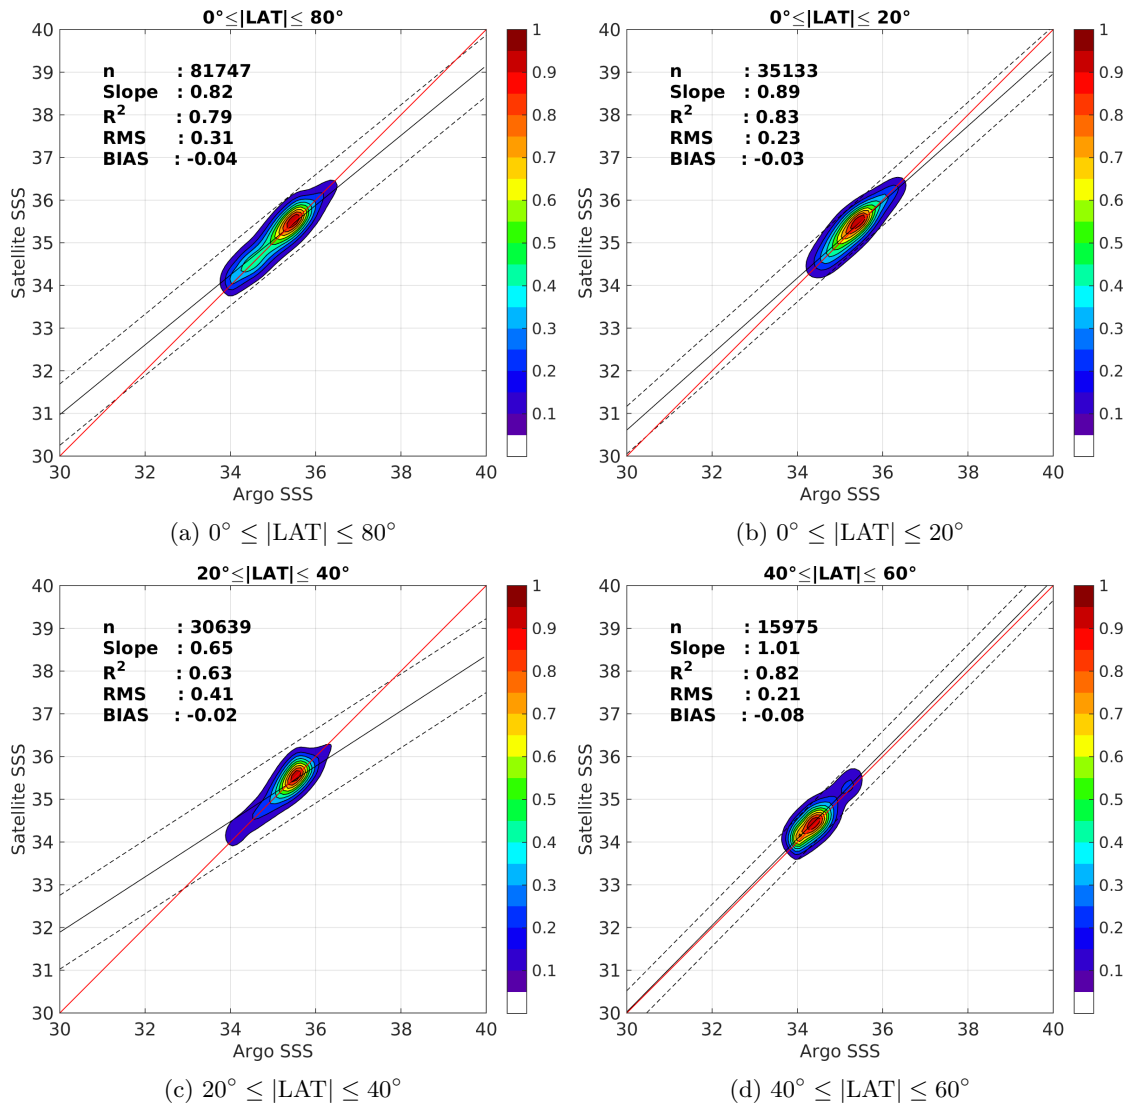 0°≤|LAT|≤ 80°
n : 81747
Slope : 0.82
R² : 0.79
RMS : 0.31
BIAS : -0.04
40
39
38
37
36
35
34
33
32
31
30
30 32 34 36 38 40
Satellite SSS
Argo SSS
1
0.9
0.8
0.7
0.6
0.5
0.4
0.3
0.2
0.1
(a) 0° ≤ |LAT| ≤ 80°
0°≤|LAT|≤ 20°
n : 35133
Slope : 0.89
R² : 0.83
RMS : 0.23
BIAS : -0.03
40
39
38
37
36
35
34
33
32
31
30
30 32 34 36 38 40
Satellite SSS
Argo SSS
1
0.9
0.8
0.7
0.6
0.5
0.4
0.3
0.2
0.1
(b) 0° ≤ |LAT| ≤ 20°
20°≤|LAT|≤ 40°
n : 30639
Slope : 0.65
R² : 0.63
RMS : 0.41
BIAS : -0.02
40
39
38
37
36
35
34
33
32
31
30
30 32 34 36 38 40
Satellite SSS
Argo SSS
1
0.9
0.8
0.7
0.6
0.5
0.4
0.3
0.2
0.1
(c) 20° ≤ |LAT| ≤ 40°
40°≤|LAT|≤ 60°
n : 15975
Slope : 1.01
R² : 0.82
RMS : 0.21
BIAS : -0.08
40
39
38
37
36
35
34
33
32
31
30
30 32 34 36 38 40
Satellite SSS
Argo SSS
1
0.9
0.8
0.7
0.6
0.5
0.4
0.3
0.2
0.1
(d) 40° ≤ |LAT| ≤ 60°